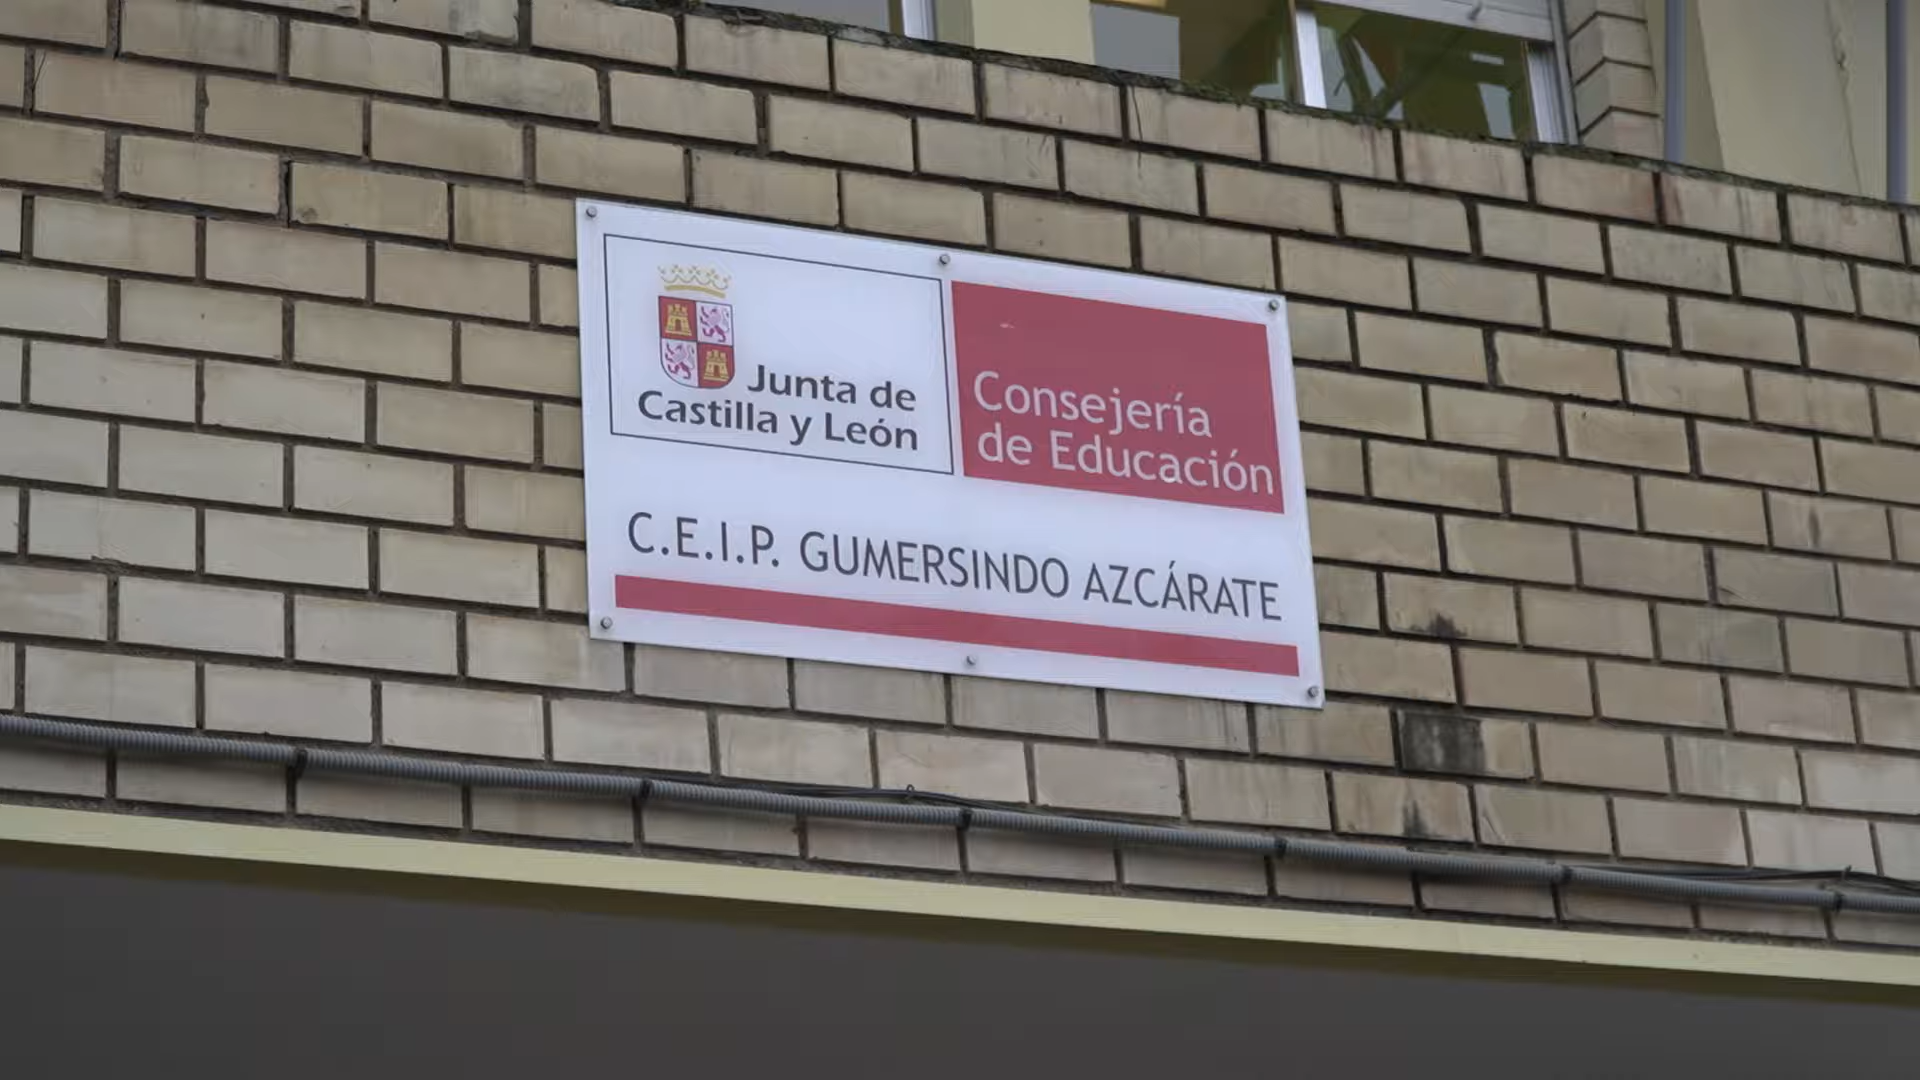 Junta de
Castilla y León
Consejería
de Educación
C.E.I.P. GUMERSINDO AZCÁRATE